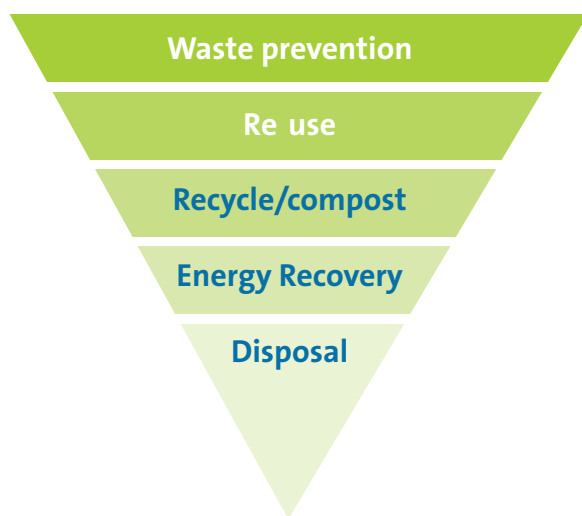 Waste prevention
Re use
Recycle/compost
Energy Recovery
Disposal